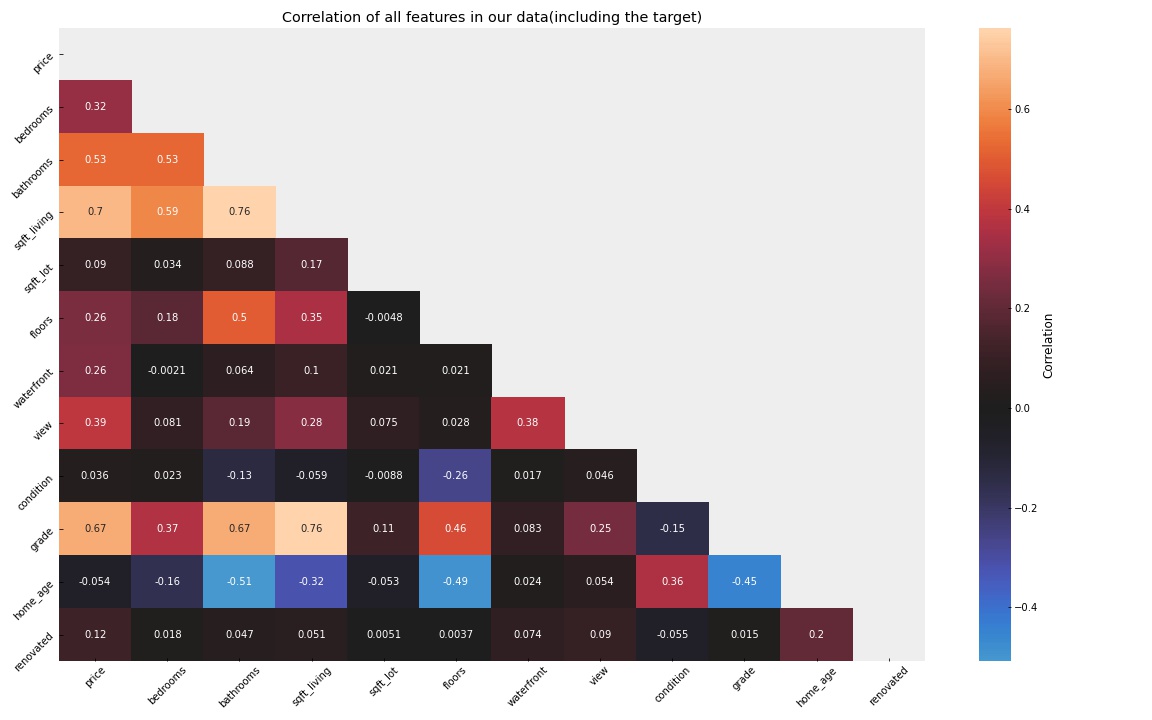 Correlation of all features in our data(including the target)
price
bedrooms 0.32
bathrooms 0.53 0.53
sqft_living 0.7 0.59 0.76
sqft_lot 0.09 0.034 0.088 0.17
floors 0.26 0.18 0.5 0.35 -0.0048
waterfront 0.26 -0.0021 0.064 0.1 0.021 0.021
view 0.39 0.081 0.19 0.28 0.075 0.028 0.38
condition 0.036 0.023 -0.13 -0.059 -0.0088 -0.26 0.017 0.046
grade 0.67 0.37 0.67 0.76 0.11 0.46 0.083 0.25 -0.15
home_age -0.054 -0.16 -0.51 -0.32 -0.053 -0.49 0.024 0.054 0.36 -0.45
renovated 0.12 0.018 0.047 0.051 0.0051 0.0037 0.074 0.09 -0.055 0.015 0.2
price bedrooms bathrooms sqft_living sqft_lot floors waterfront view condition grade home_age renovated
0.6
0.4
0.2
0.0
−0.2
−0.4
Correlation